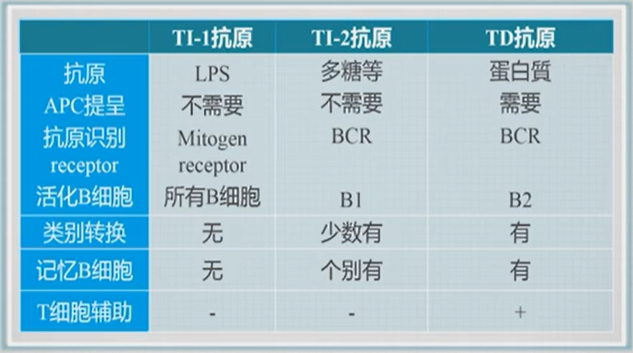 TI-1抗原 TI-2抗原 TD抗原
抗原 LPS 多糖等 蛋白質
APC提呈 不需要 不需要 需要
抗原识别 Mitogen BCR BCR
receptor receptor
活化B细胞 所有B细胞 B1 B2
类别转换 无 少数有 有
记忆B细胞 无 个别有 有
T细胞辅助 - - +